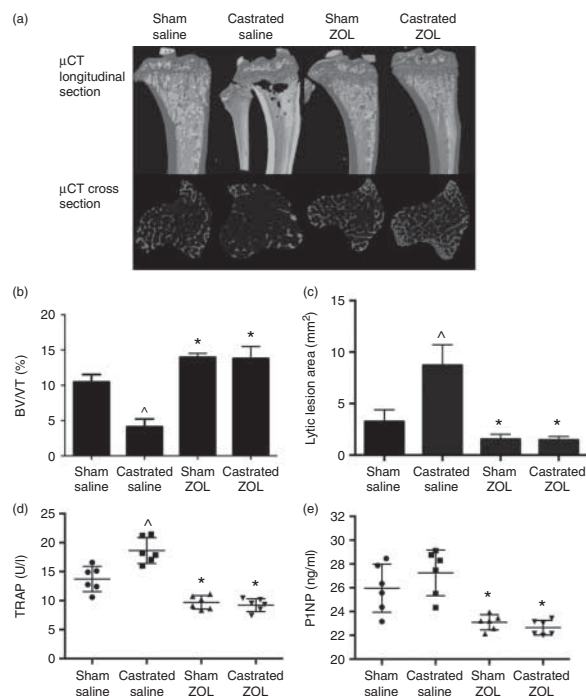 (a)
Sham saline
Castrated saline
Sham ZOL
Castrated ZOL
μCT longitudinal section
μCT cross section
(b)
BV/VT (%)
20
15
10
5
0
^
*
*
Sham saline
Castrated saline
Sham ZOL
Castrated ZOL
(c)
Lytic lesion area (mm²)
15
10
5
0
^
*
*
Sham saline
Castrated saline
Sham ZOL
Castrated ZOL
(d)
TRAP (U/l)
25
20
15
10
5
0
^
*
*
Sham saline
Castrated saline
Sham ZOL
Castrated ZOL
(e)
P1NP (ng/ml)
32
30
28
26
24
22
*
*
Sham saline
Castrated saline
Sham ZOL
Castrated ZOL